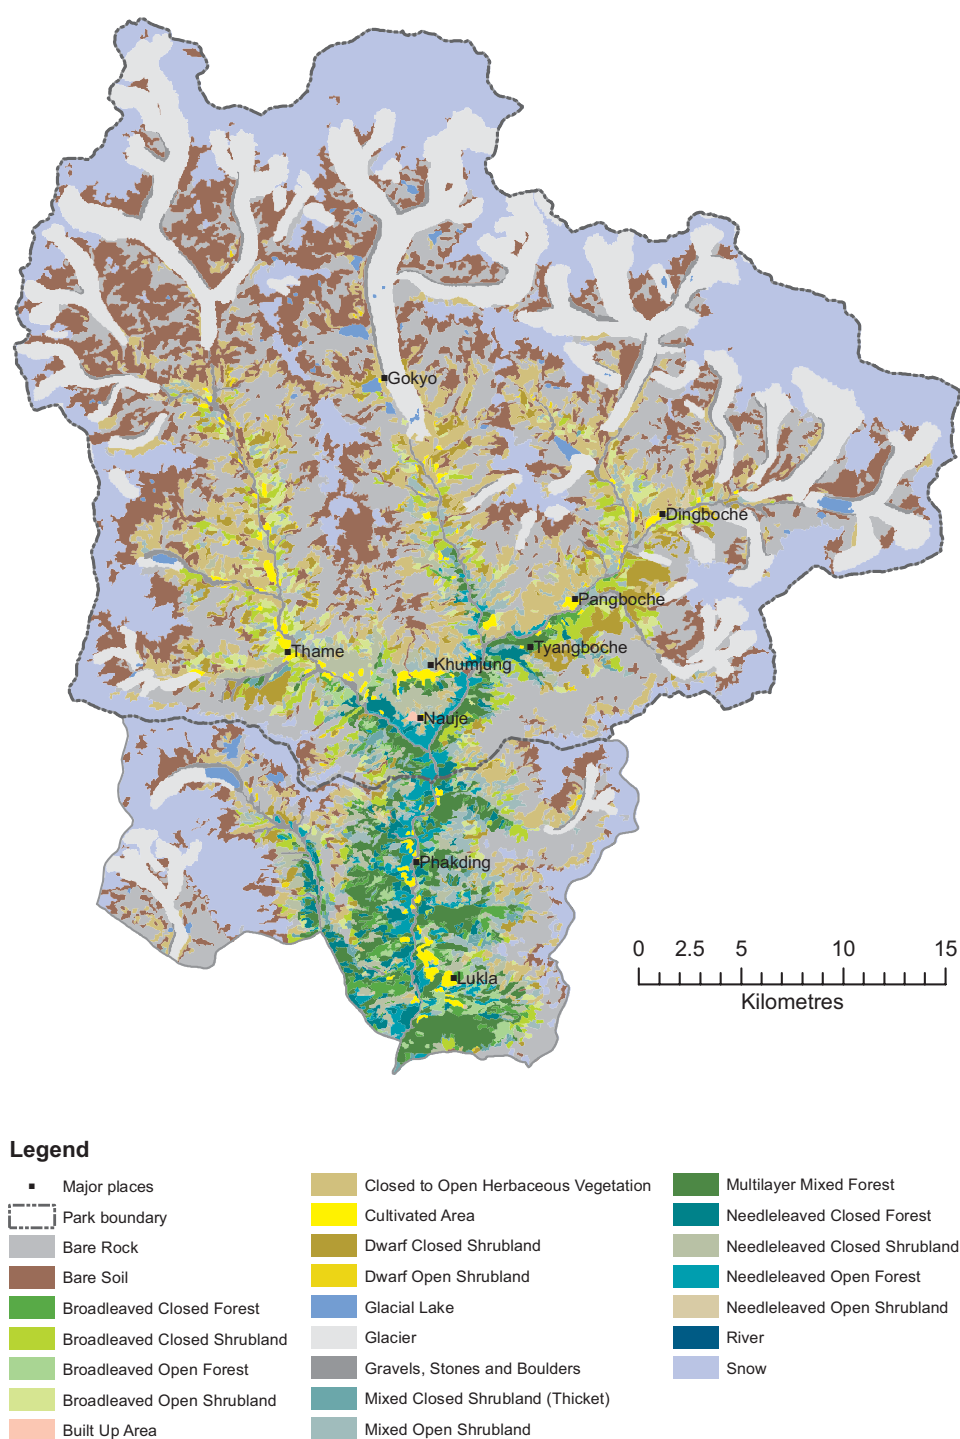 Gokyo
Dingboche
Pangboche
Tyangboche
Thame
Khumjung
Nauje
Phakding
Lukla
0 2.5 5 10 15
Kilometres
Legend
Major places
Park boundary
Bare Rock
Bare Soil
Broadleaved Closed Forest
Broadleaved Closed Shrubland
Broadleaved Open Forest
Broadleaved Open Shrubland
Built Up Area
Closed to Open Herbaceous Vegetation
Cultivated Area
Dwarf Closed Shrubland
Dwarf Open Shrubland
Glacial Lake
Glacier
Gravels, Stones and Boulders
Mixed Closed Shrubland (Thicket)
Mixed Open Shrubland
Multilayer Mixed Forest
Needleleaved Closed Forest
Needleleaved Closed Shrubland
Needleleaved Open Forest
Needleleaved Open Shrubland
River
Snow